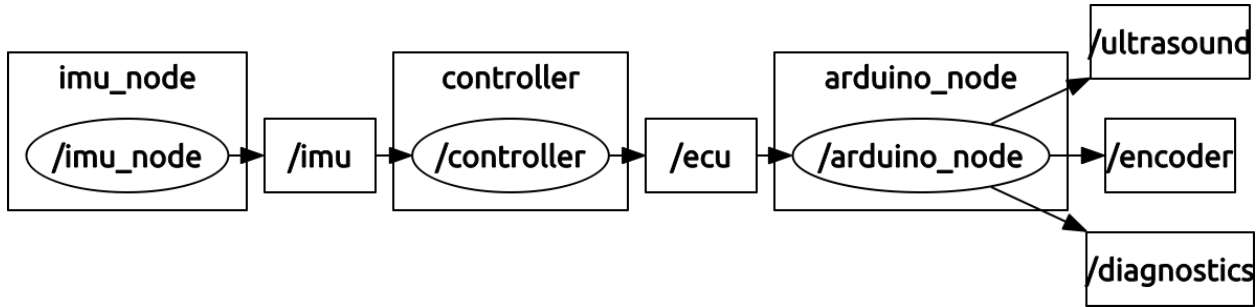 imu_node
/imu_node
/imu
controller
/controller
/ecu
arduino_node
/arduino_node
/ultrasound
/encoder
/diagnostics